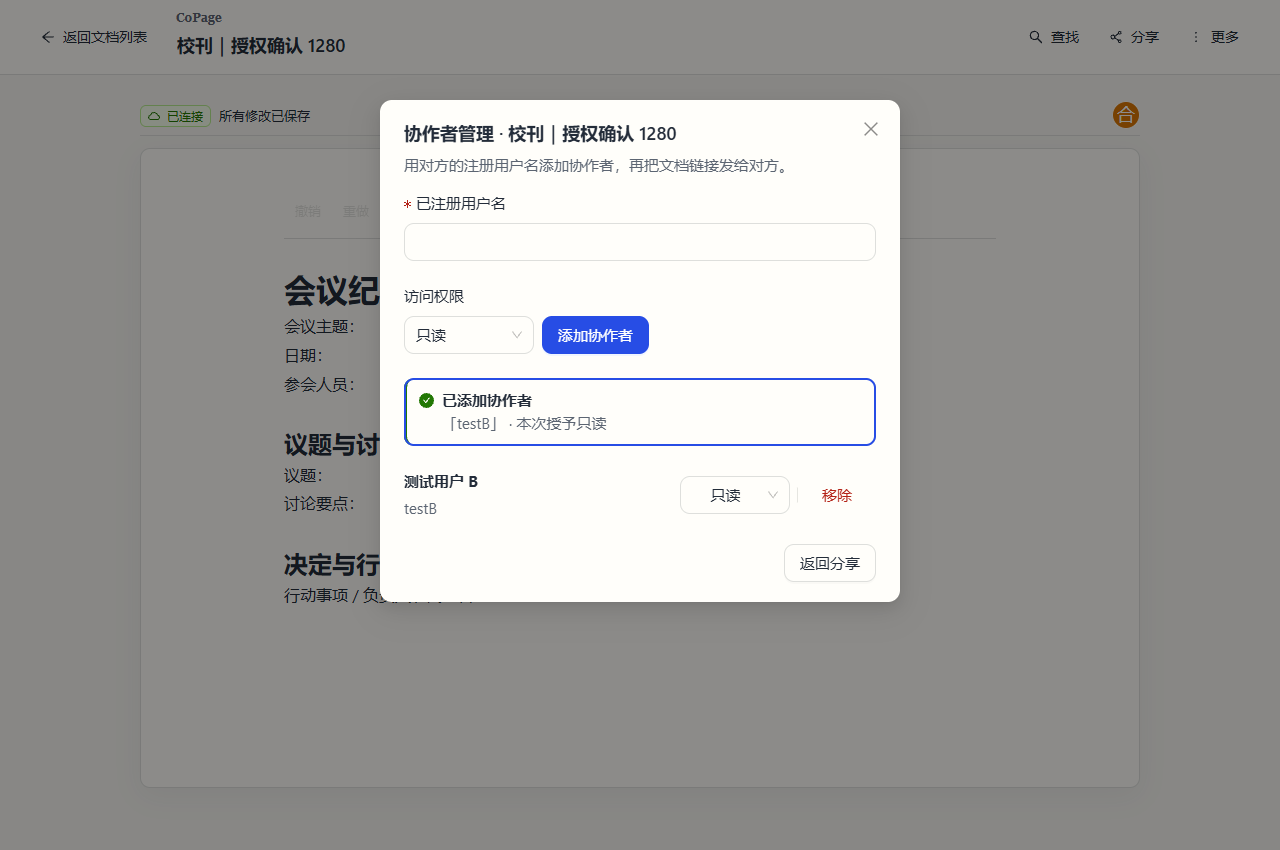 CoPage
返回文档列表
校刊｜授权确认 1280
查找
分享
更多
已连接
所有修改已保存
合
撤销
重做
会议纪
会议主题：
日期：
参会人员：
议题与讨
议题：
讨论要点：
决定与行
行动事项 / 负
协作者管理 · 校刊｜授权确认 1280
用对方的注册用户名添加协作者，再把文档链接发给对方。
* 已注册用户名
访问权限
只读
添加协作者
已添加协作者
「testB」 · 本次授予只读
测试用户 B
testB
只读
移除
返回分享